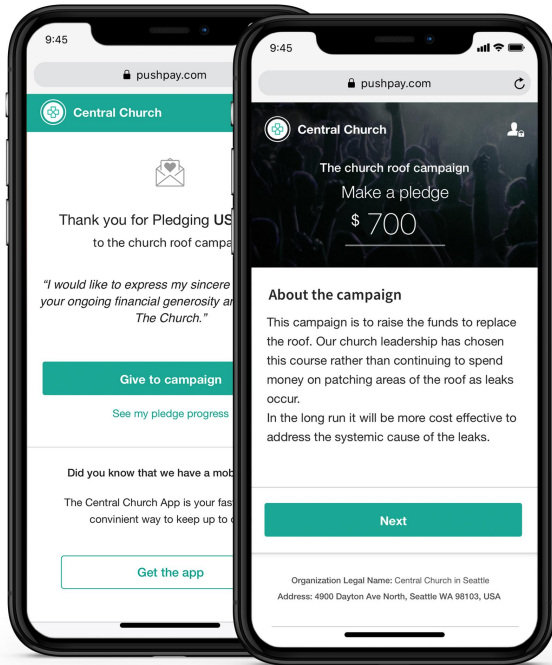 9:45
pushpay.com
Central Church
Thank you for Pledging US
to the church roof campa
“I would like to express my sincere
your ongoing financial generosity ar
The Church.”
Give to campaign
See my pledge progress
Did you know that we have a mob
The Central Church App is your fas
convinient way to keep up to
Get the app
9:45
pushpay.com
Central Church
The church roof campaign
Make a pledge
$ 700
About the campaign
This campaign is to raise the funds to replace
the roof. Our church leadership has chosen
this course rather than continuing to spend
money on patching areas of the roof as leaks
occur.
In the long run it will be more cost effective to
address the systemic cause of the leaks.
Next
Organization Legal Name: Central Church in Seattle
Address: 4900 Dayton Ave North, Seattle WA 98103, USA